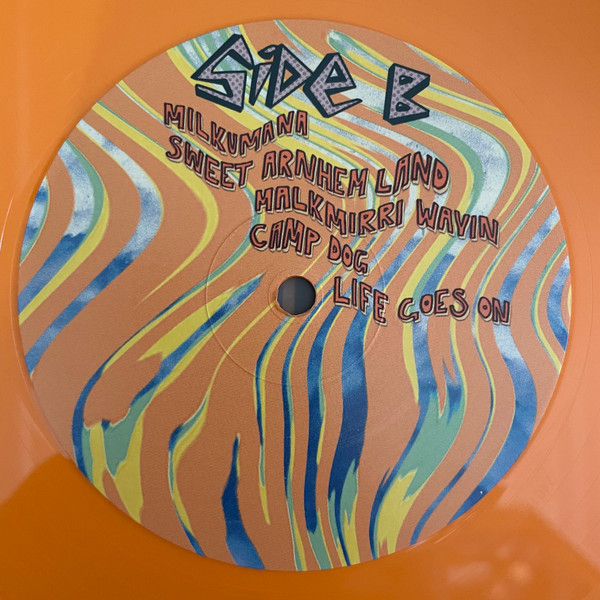 SiDE B
MILKUMANA
SWEET ARNHEM LAND
MALKMIRRI WAVIN
CAMP DOG
LIFE GOES ON